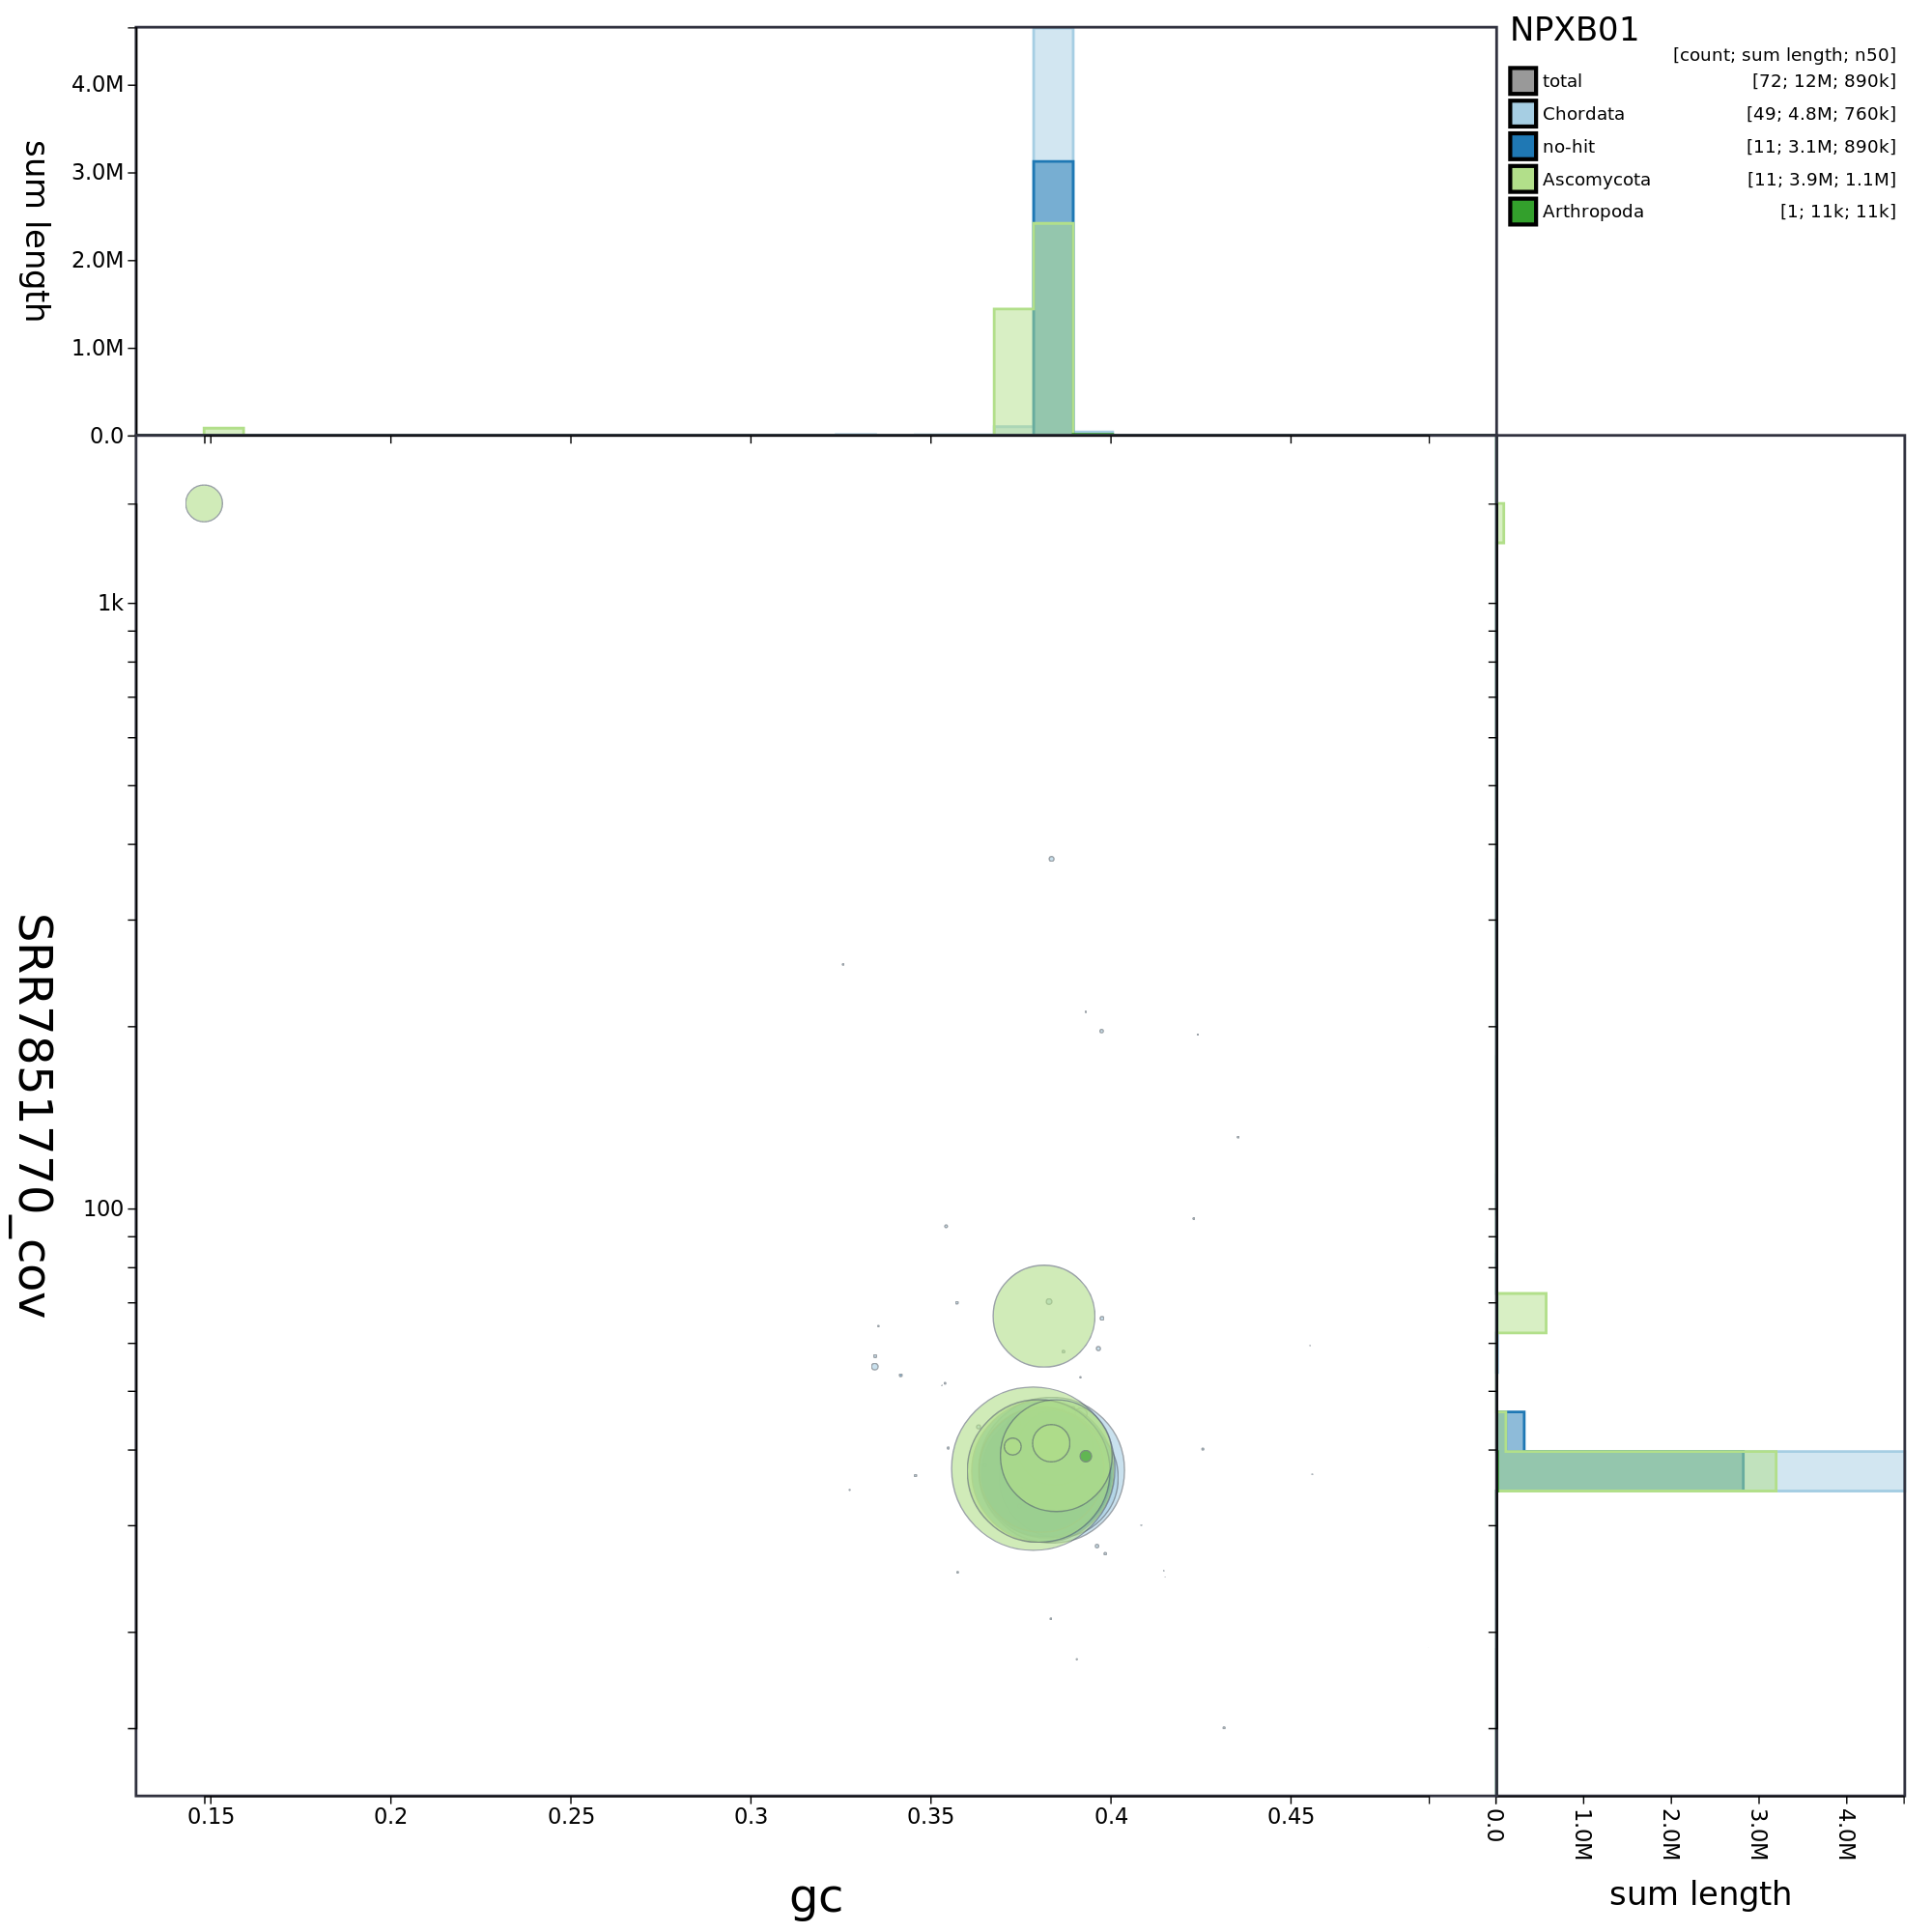 NPXB01
[count; sum length; n50]
total [72; 12M; 890k]
Chordata [49; 4.8M; 760k]
no-hit [11; 3.1M; 890k]
Ascomycota [11; 3.9M; 1.1M]
Arthropoda [1; 11k; 11k]
sum length
4.0M
3.0M
2.0M
1.0M
0.0
SRR7851770_cov
1k
100
0.15 0.2 0.25 0.3 0.35 0.4 0.45
gc
0.0 1.0M 2.0M 3.0M 4.0M
sum length